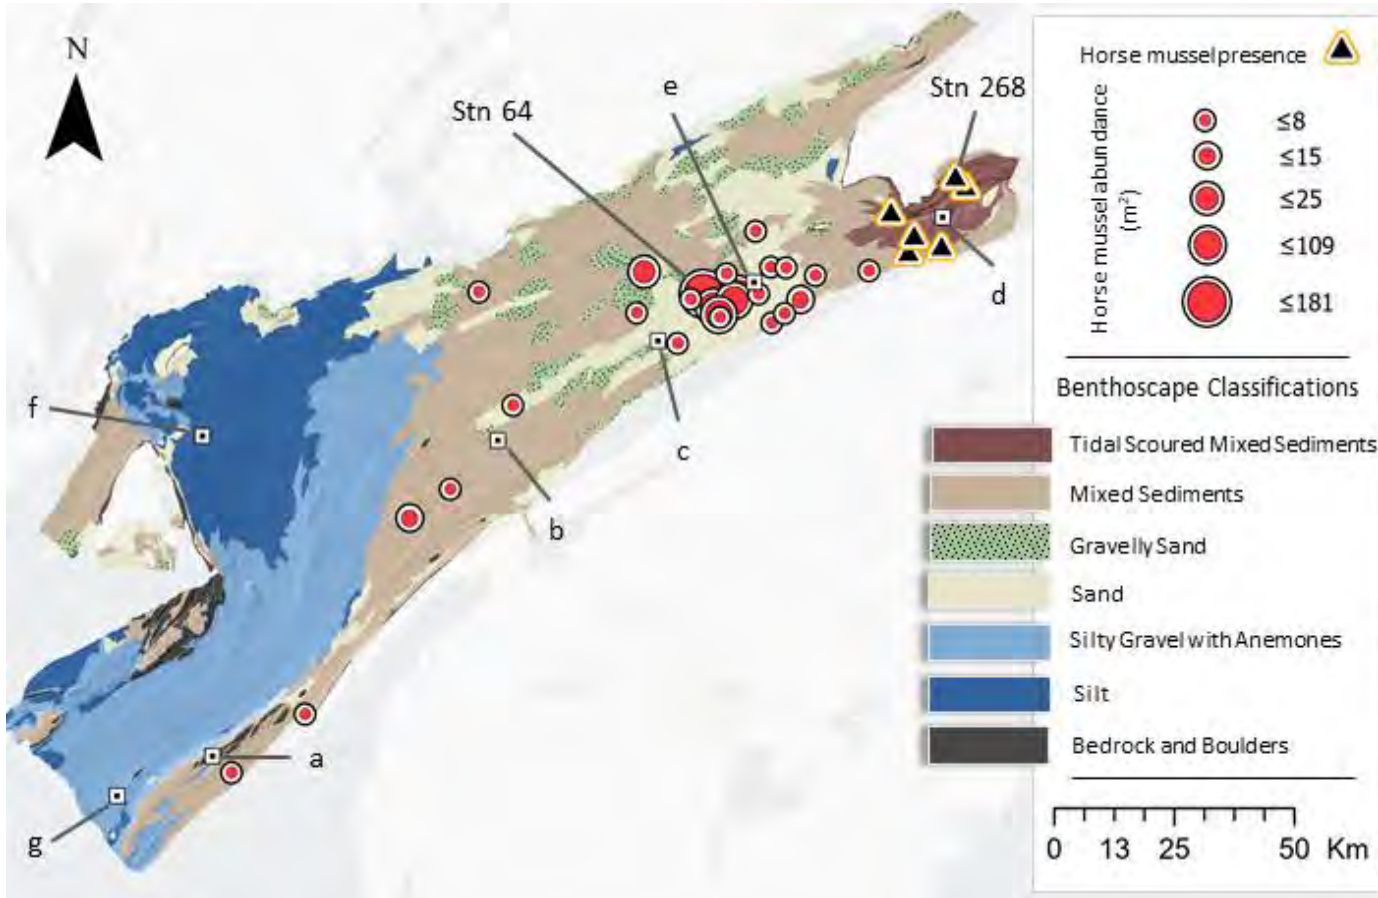 N
Stn 64
e
Stn 268
d
f
c
b
a
g
Horse mussel presence
Horse mussel abundance
(m²)
≤8
≤15
≤25
≤109
≤181
Benthoscape Classifications
Tidal Scoured Mixed Sediments
Mixed Sediments
Gravelly Sand
Sand
Silty Gravel with Anemones
Silt
Bedrock and Boulders
0 13 25 50 Km